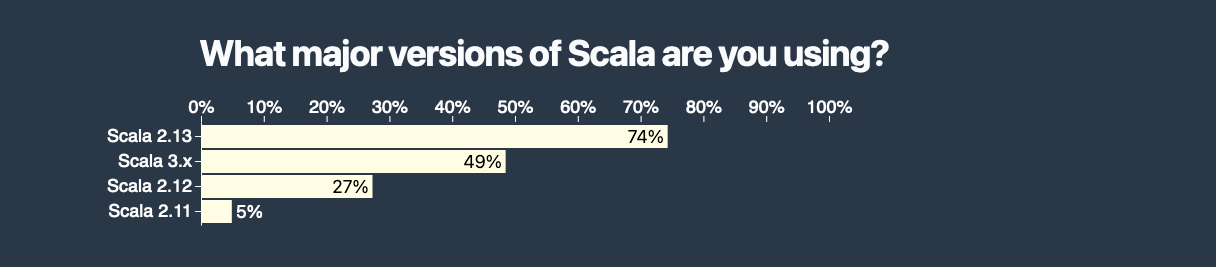 What major versions of Scala are you using?
0% 10% 20% 30% 40% 50% 60% 70% 80% 90% 100%
Scala 2.13 74%
Scala 3.x 49%
Scala 2.12 27%
Scala 2.11 5%